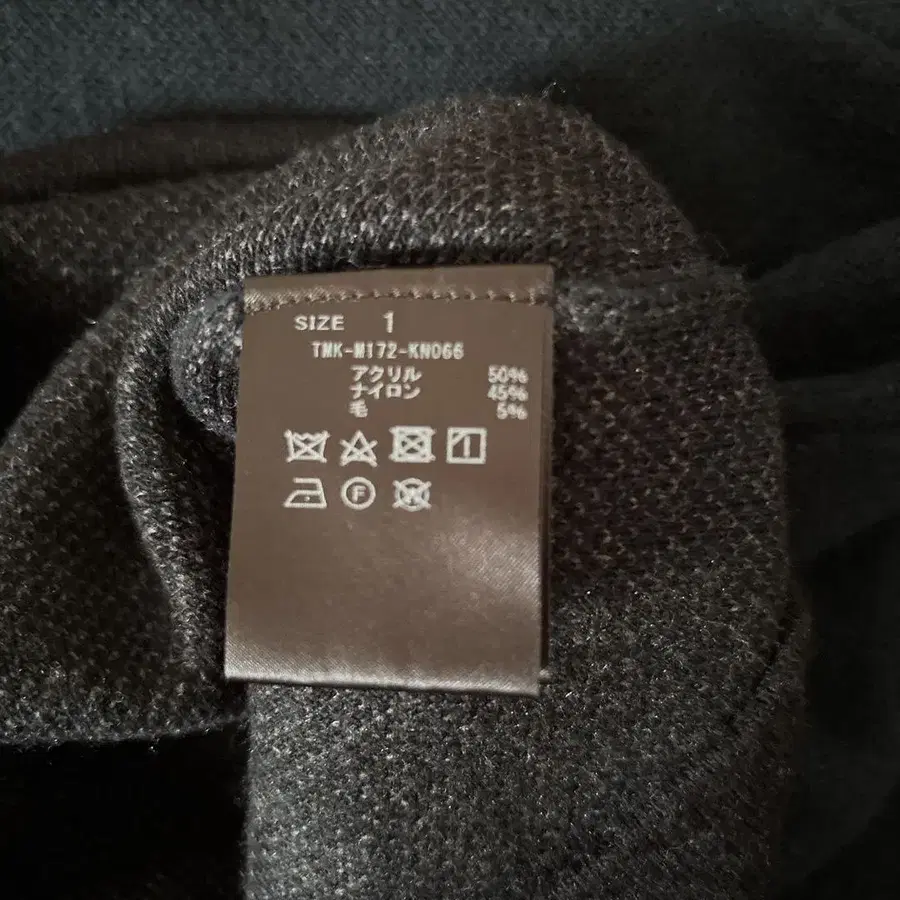 SIZE 1
TMK-M172-KN066
アクリル 50%
ナイロン 45%
毛 5%
F
W